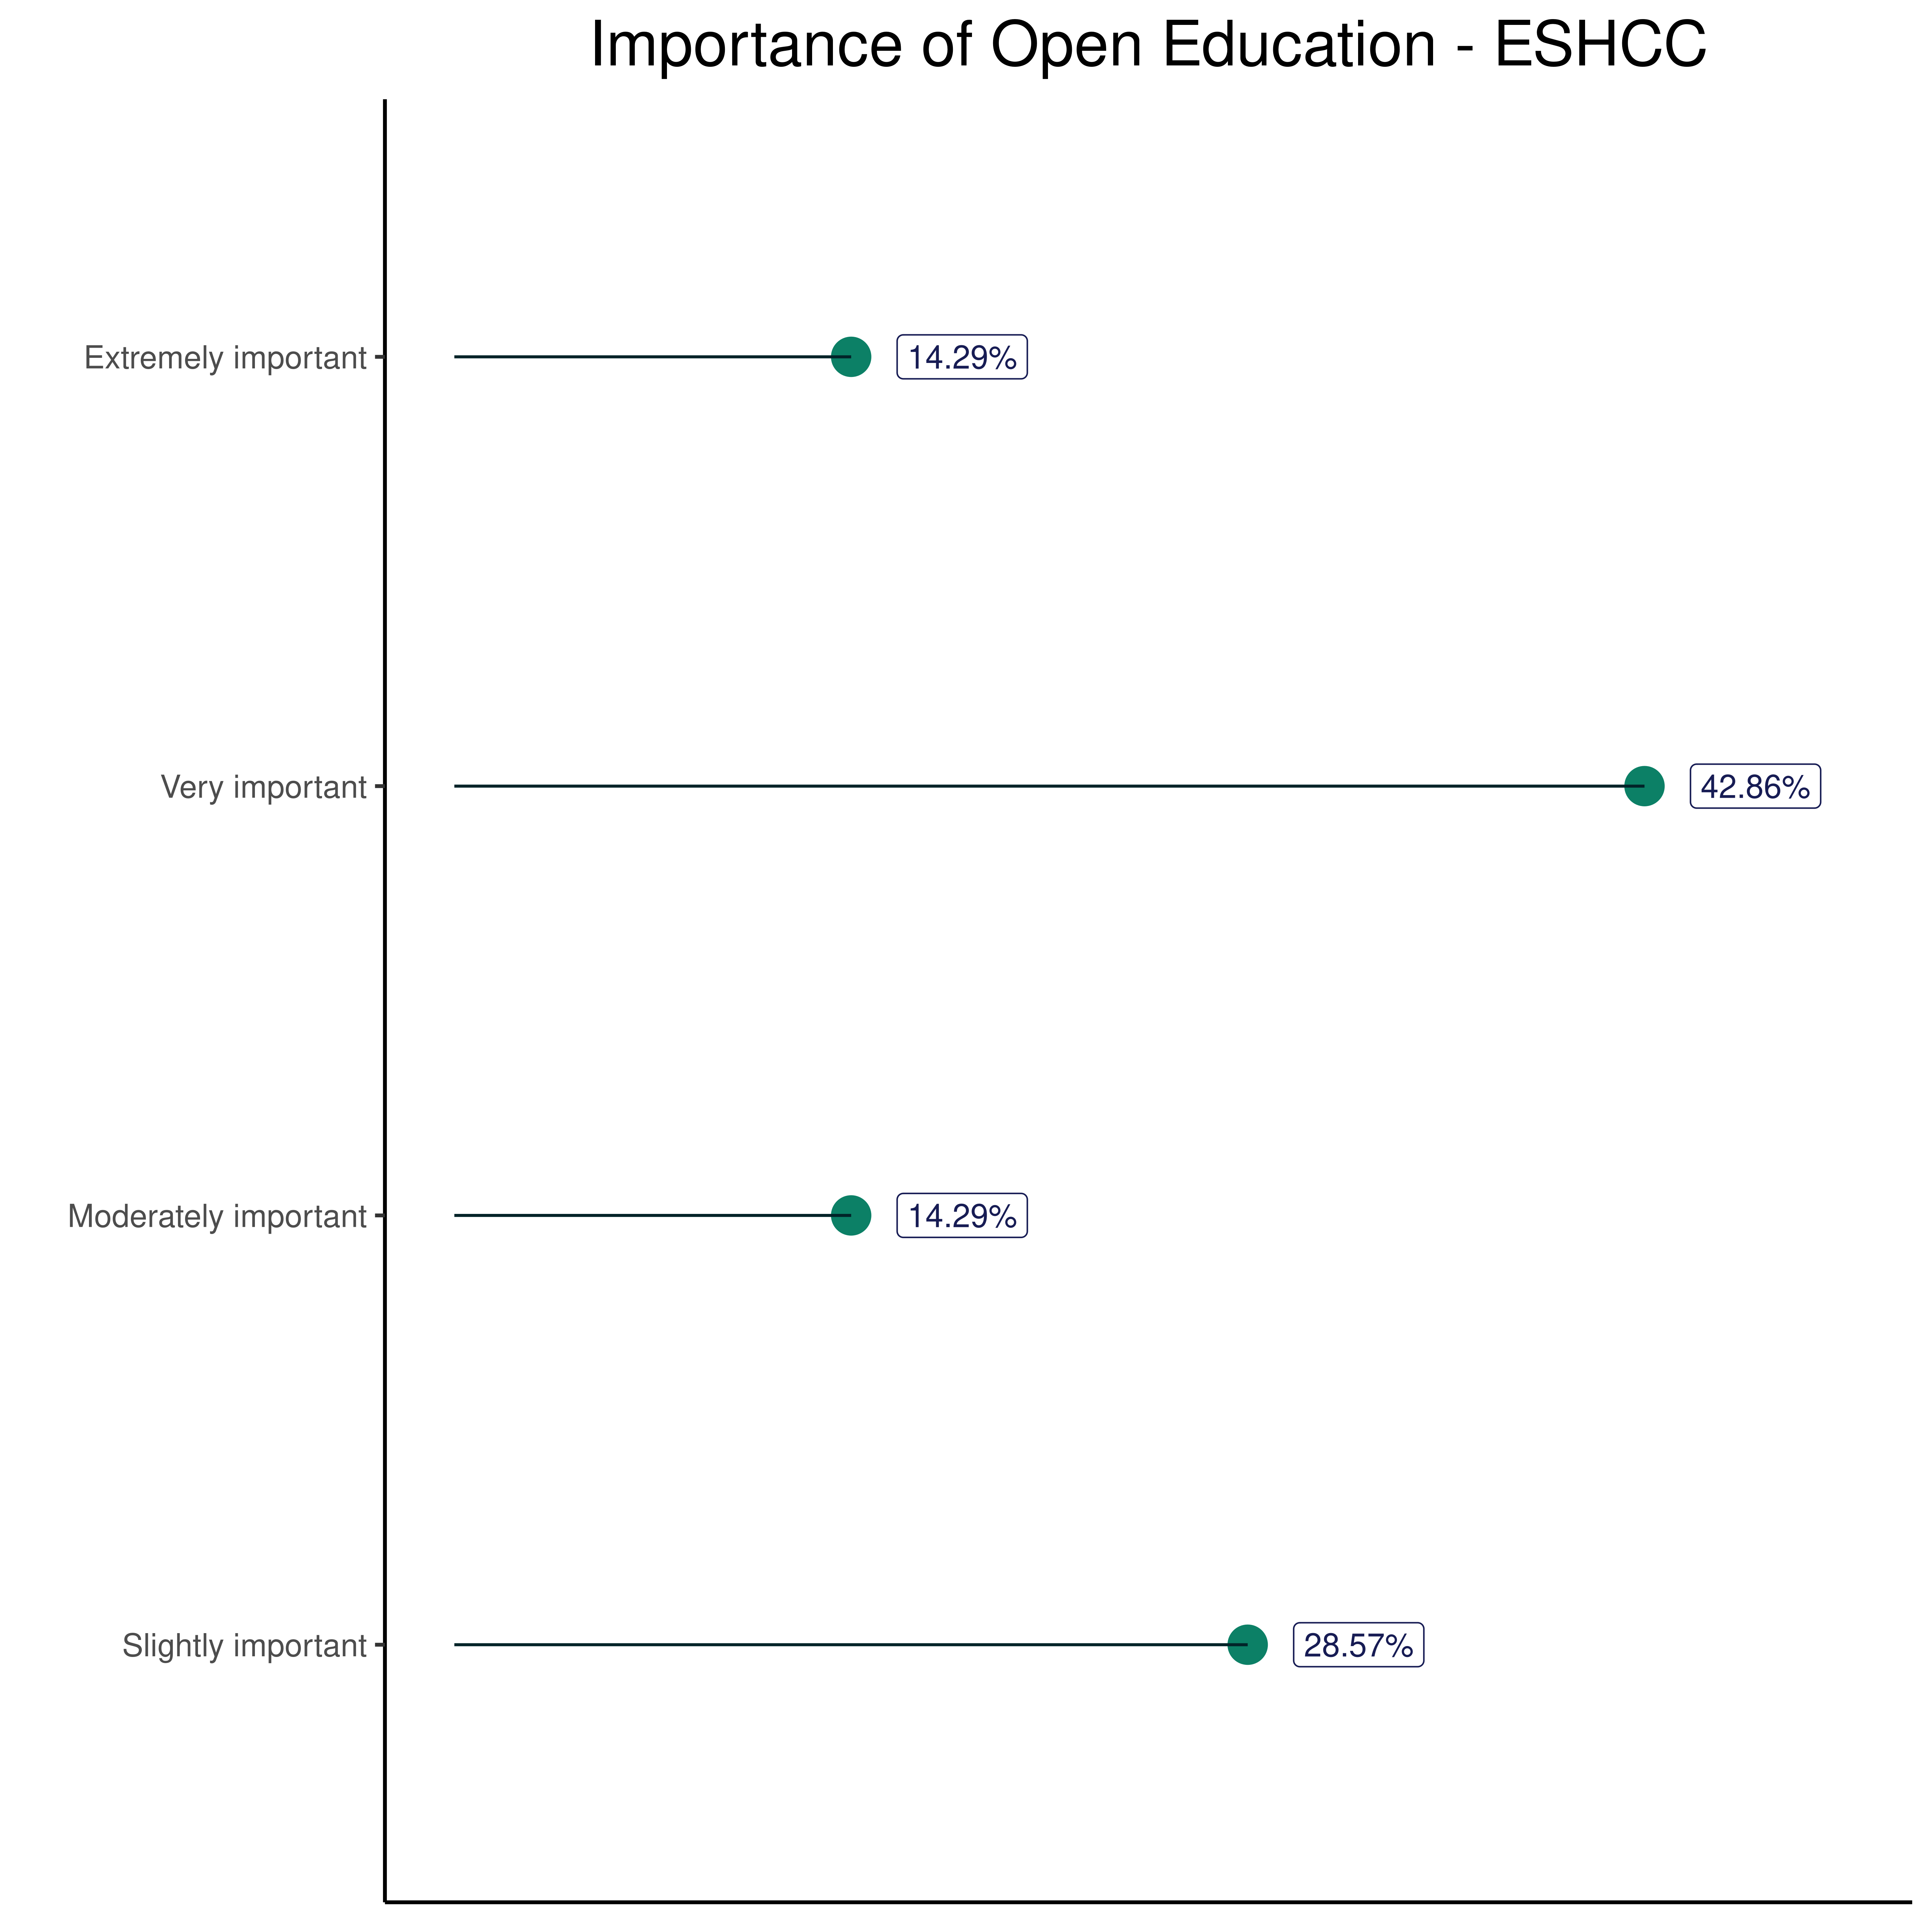 Importance of Open Education - ESHCC
Extremely important
14.29%
Very important
42.86%
Moderately important
14.29%
Slightly important
28.57%